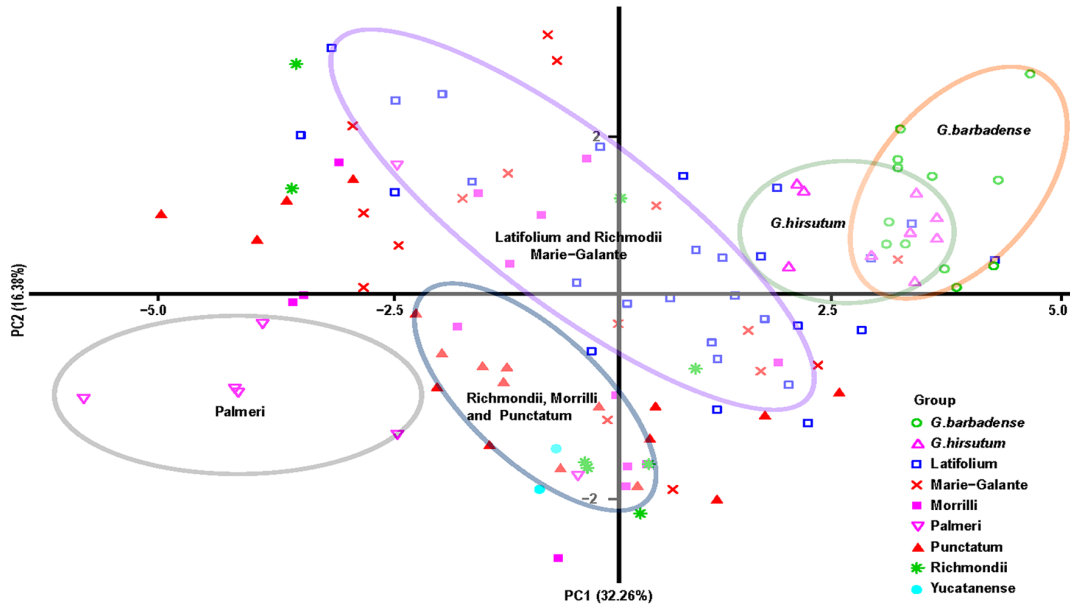 PC2 (16.38%)
2
G.barbadense
G.hirsutum
Latifolium and Richmodii
Marie-Galante
-5.0
-2.5
2.5
5.0
Palmeri
Richmondii, Morrilli
and Punctatum
-2
PC1 (32.26%)
Group
G.barbadense
G.hirsutum
Latifolium
Marie-Galante
Morrilli
Palmeri
Punctatum
Richmondii
Yucatanense